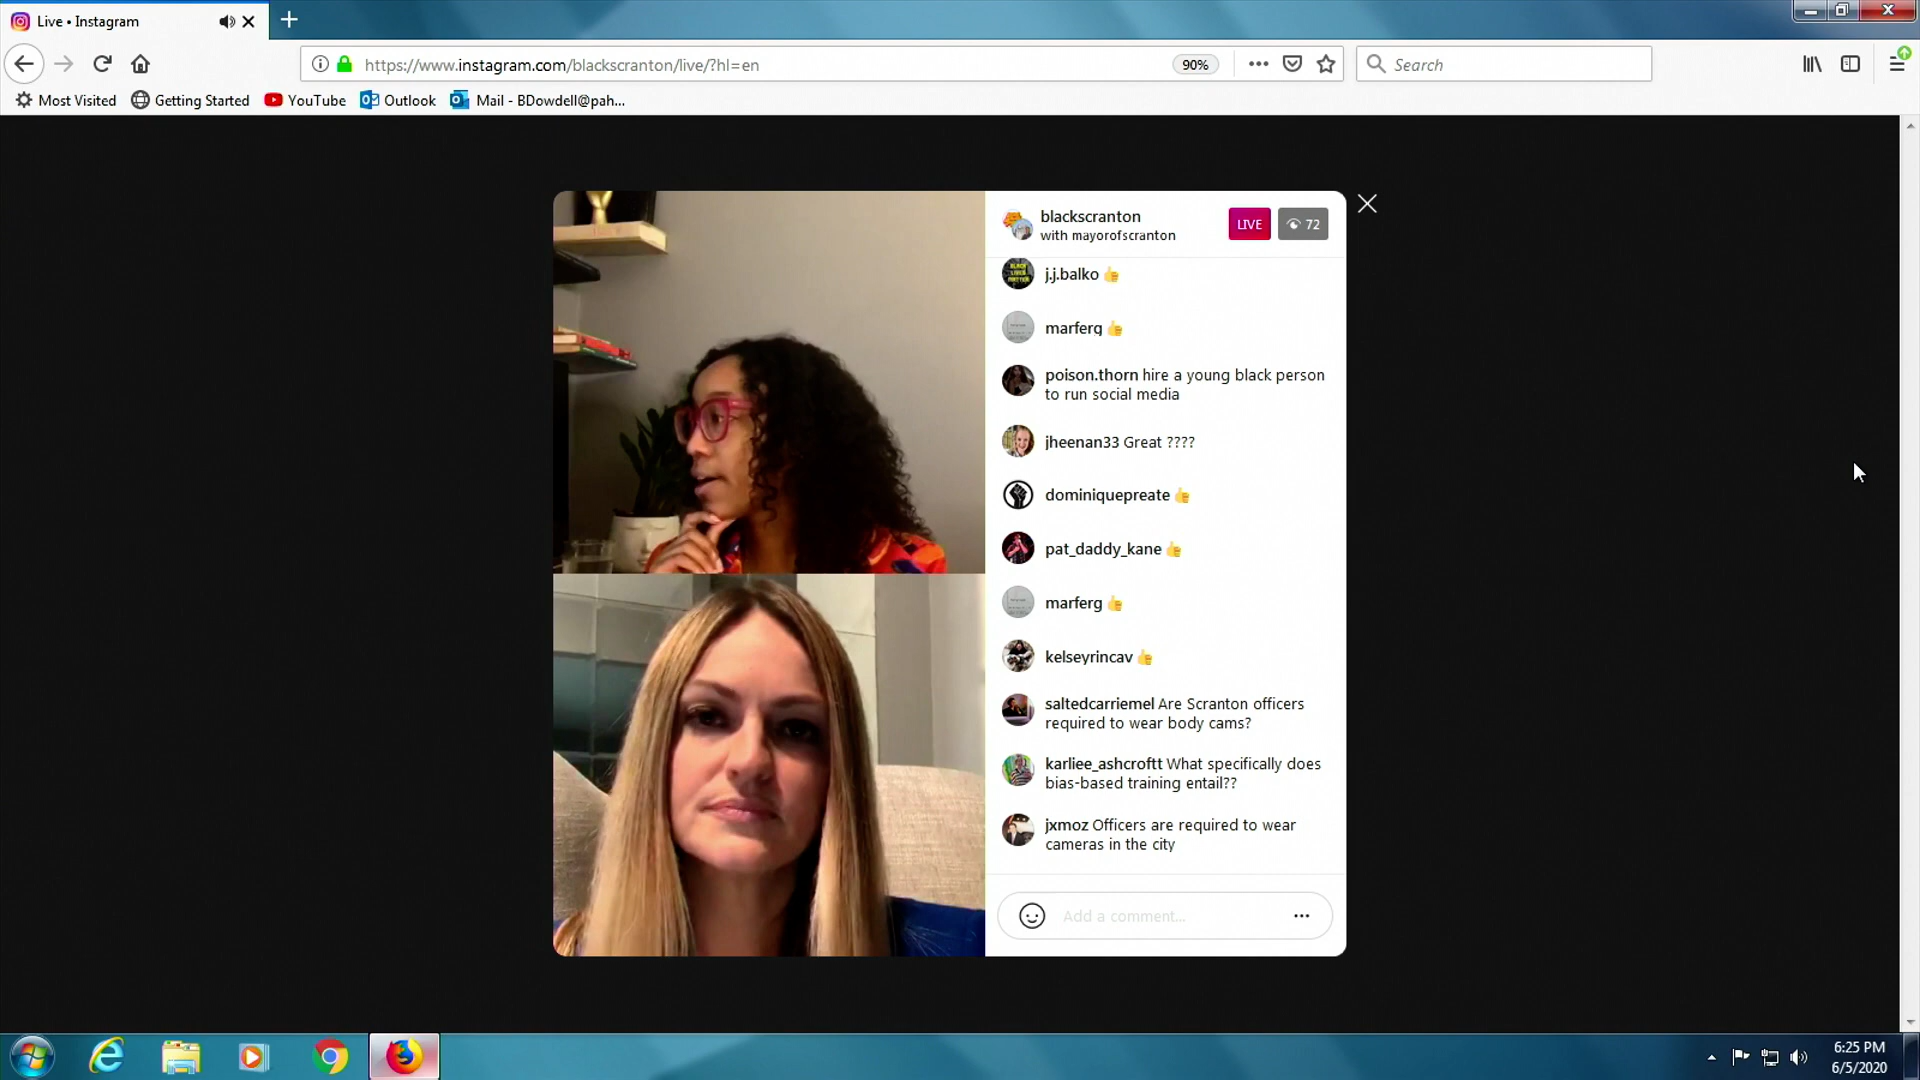 Live • Instagram
https://www.instagram.com/blackscranton/live/?hl=en
90%
Search
Most Visited
Getting Started
YouTube
Outlook
Mail - BDowdell@pah...
blackscranton
with mayorofscranton
LIVE
72
j.j.balko 👍
marferg 👍
poison.thorn hire a young black person
to run social media
jheenan33 Great ????
dominiquepreate 👍
pat_daddy_kane 👍
marferg 👍
kelseyrincav 👍
saltedcarriemel Are Scranton officers
required to wear body cams?
karliee_ashcroftt What specifically does
bias-based training entail??
jxmoz Officers are required to wear
cameras in the city
Add a comment...
6:25 PM
6/5/2020